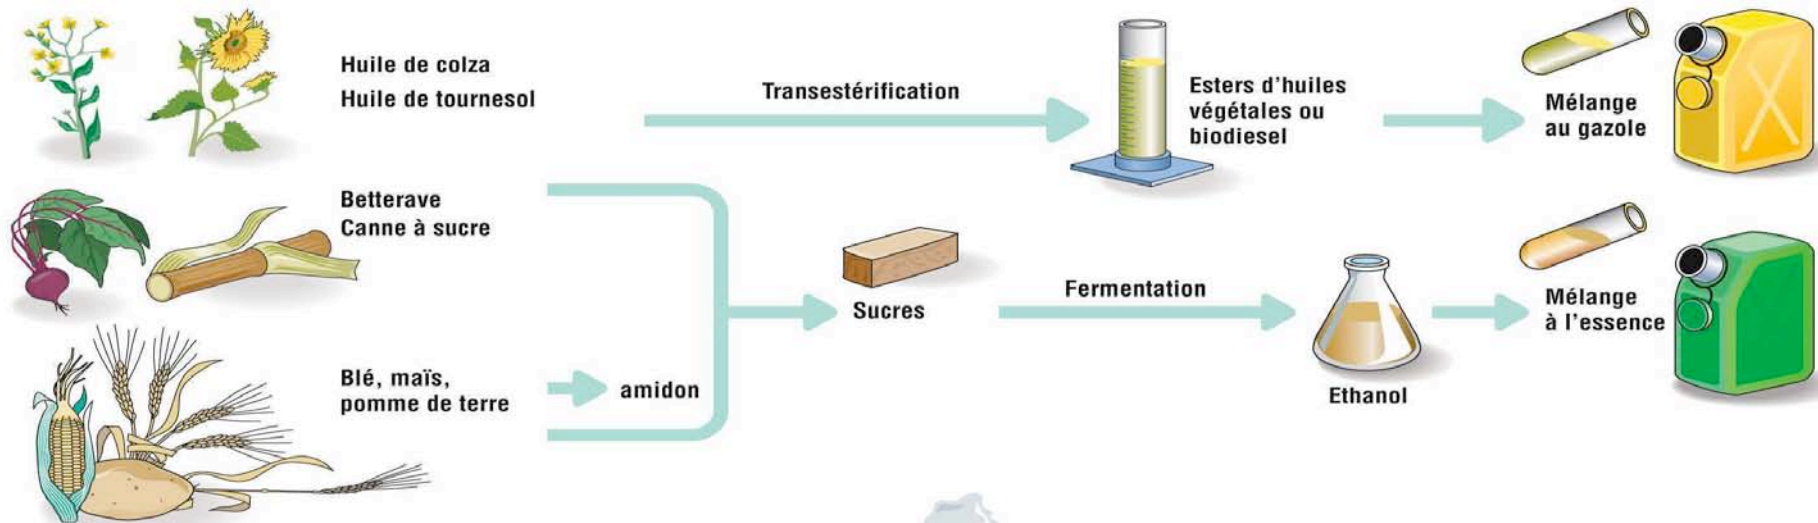 Huile de colza
Huile de tournesol
Transestérification
Esters d'huiles
végétales ou
biodiesel
Mélange
au gazole
Betterave
Canne à sucre
Sucres
Fermentation
Ethanol
Mélange
à l'essence
Blé, maïs,
pomme de terre
amidon